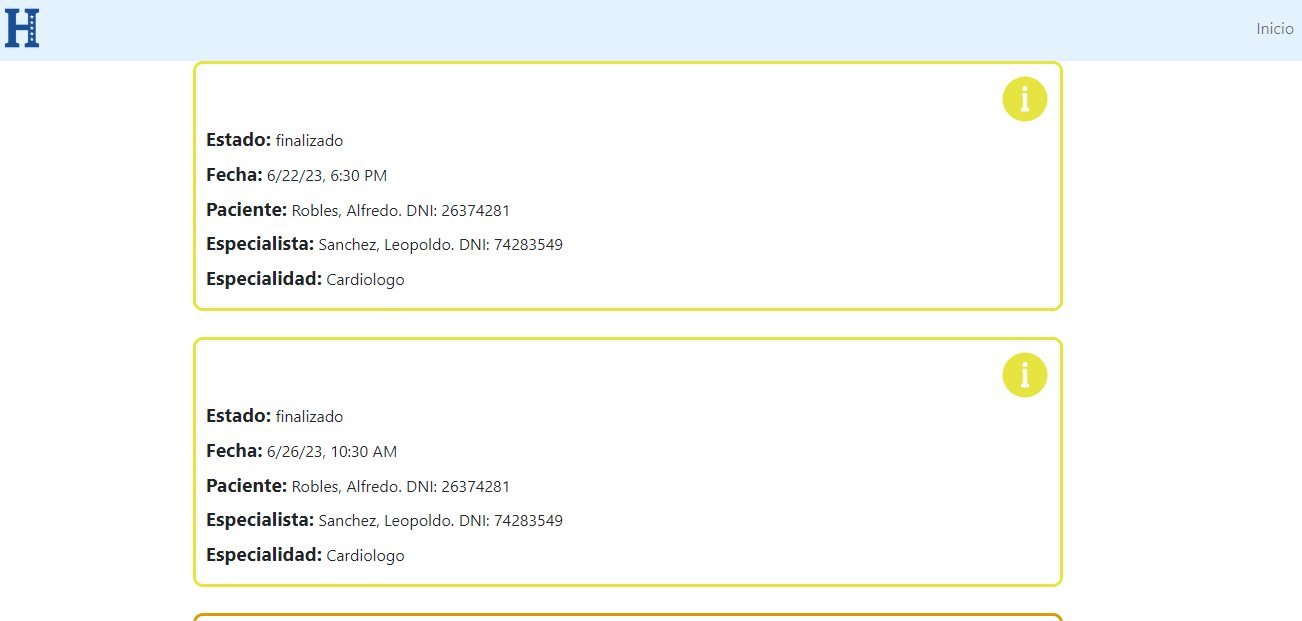 H
Inicio
i
Estado: finalizado
Fecha: 6/22/23, 6:30 PM
Paciente: Robles, Alfredo. DNI: 26374281
Especialista: Sanchez, Leopoldo. DNI: 74283549
Especialidad: Cardiologo
i
Estado: finalizado
Fecha: 6/26/23, 10:30 AM
Paciente: Robles, Alfredo. DNI: 26374281
Especialista: Sanchez, Leopoldo. DNI: 74283549
Especialidad: Cardiologo